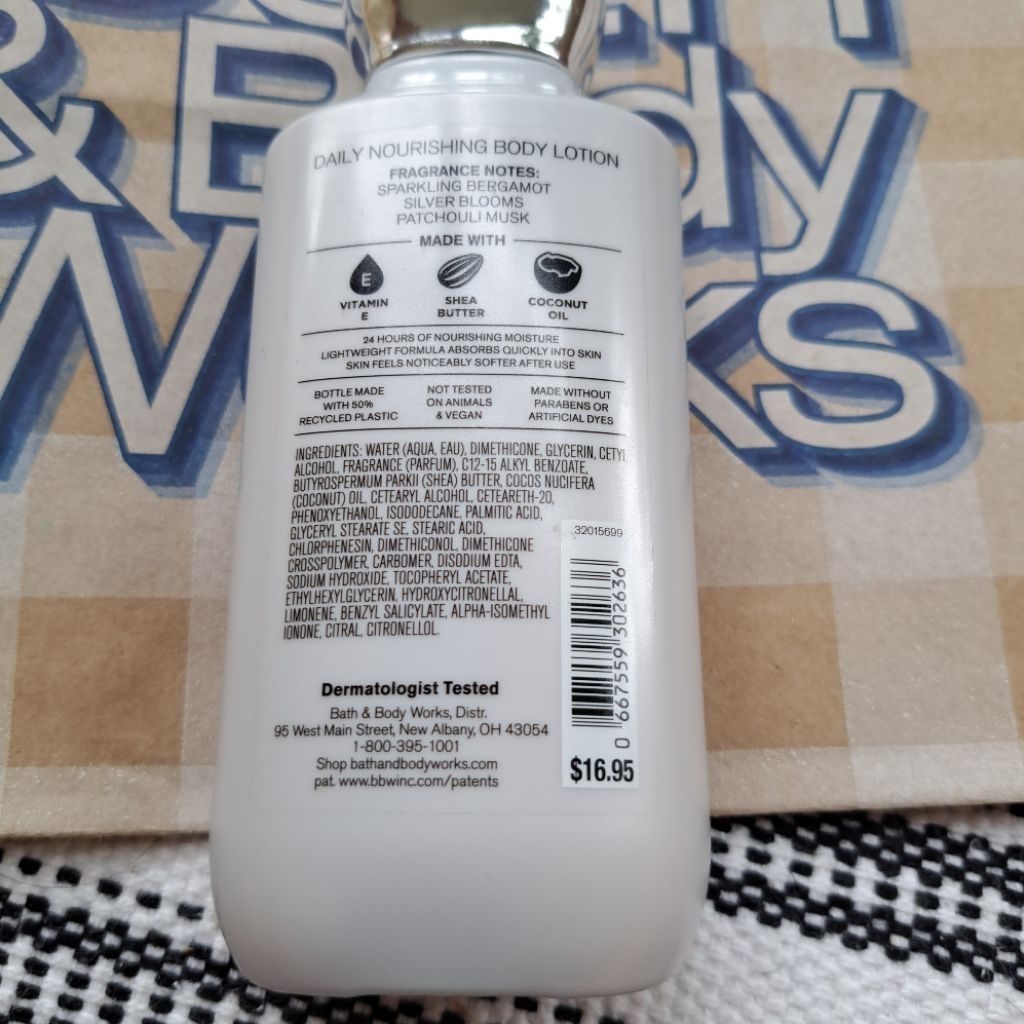 & Body
Works
DAILY NOURISHING BODY LOTION
FRAGRANCE NOTES:
SPARKLING BERGAMOT
SILVER BLOOMS
PATCHOULI MUSK
MADE WITH
E
VITAMIN
E
SHEA
BUTTER
COCONUT
OIL
24 HOURS OF NOURISHING MOISTURE
LIGHTWEIGHT FORMULA ABSORBS QUICKLY INTO SKIN
SKIN FEELS NOTICEABLY SOFTER AFTER USE
BOTTLE MADE
WITH 50%
RECYCLED PLASTIC
NOT TESTED
ON ANIMALS
& VEGAN
MADE WITHOUT
PARABENS OR
ARTIFICIAL DYES
INGREDIENTS: WATER (AQUA, EAU), DIMETHICONE, GLYCERIN, CETYL
ALCOHOL, FRAGRANCE (PARFUM), C12-15 ALKYL BENZOATE,
BUTYROSPERMUM PARKII (SHEA) BUTTER, COCOS NUCIFERA
(COCONUT) OIL, CETEARYL ALCOHOL, CETEARETH-20,
PHENOXYETHANOL, ISODODECANE, PALMITIC ACID,
GLYCERYL STEARATE SE, STEARIC ACID,
CHLORPHENESIN, DIMETHICONOL, DIMETHICONE
CROSSPOLYMER, CARBOMER, DISODIUM EDTA,
SODIUM HYDROXIDE, TOCOPHERYL ACETATE,
ETHYLHEXYLGLYCERIN, HYDROXYCITRONELLAL,
LIMONENE, BENZYL SALICYLATE, ALPHA-ISOMETHYL
IONONE, CITRAL, CITRONELLOL.
32015699
0 667559 302636
$16.95
Dermatologist Tested
Bath & Body Works, Distr.
95 West Main Street, New Albany, OH 43054
1-800-395-1001
Shop bathandbodyworks.com
pat. www.bbwinc.com/patents